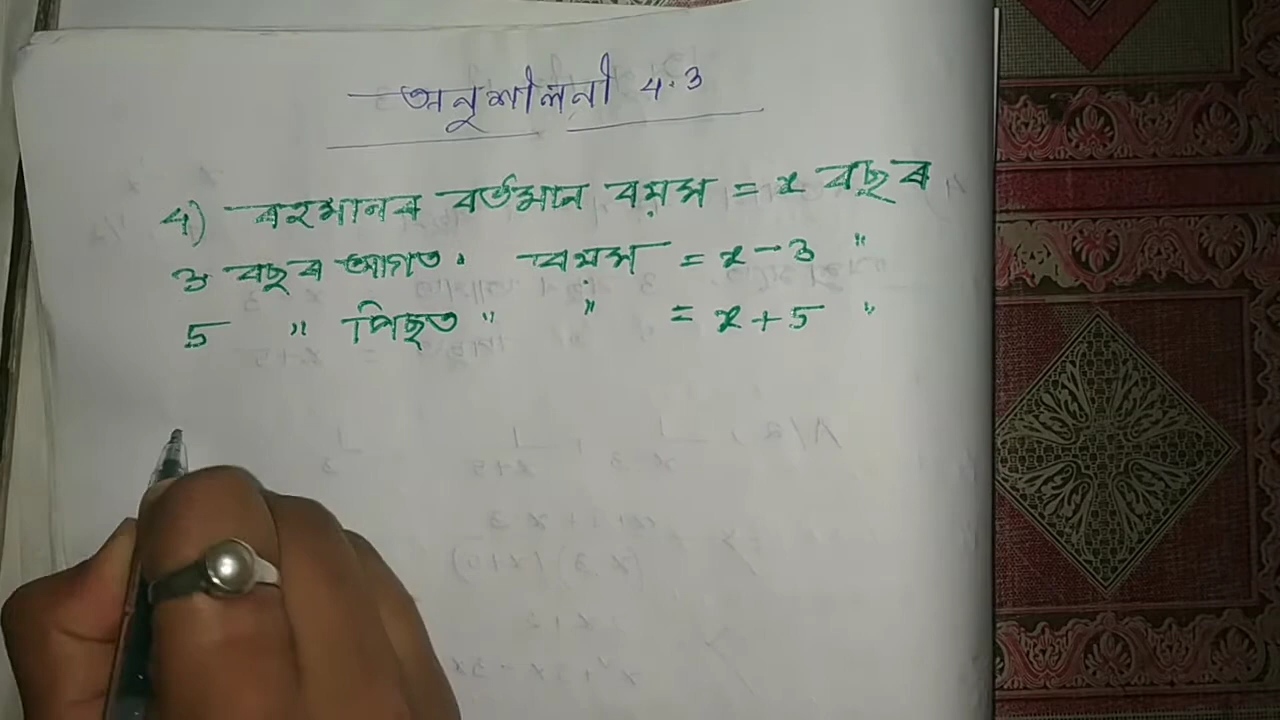 অনুশীলনী 4.3
4) ৰহমানৰ বৰ্তমান বয়স = x বছৰ
3 বছৰ আগত বয়স = x - 3 "
5 " পিছত " " = x + 5 "